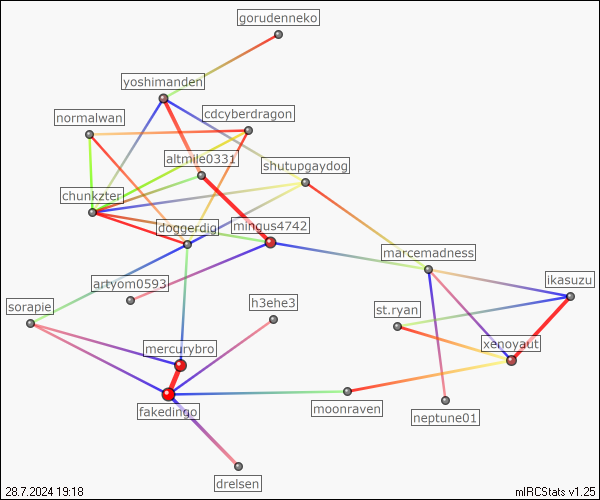 gorudenneko
yoshimanden
normalwan
cdcyberdragon
altmile0331
shutupgaydog
chunkzter
doggerdig
mingus4742
marcemadness
artyom0593
ikasuzu
sorapie
h3ehe3
st.ryan
mercurybro
xenoyaut
fakedingo
moonraven
neptune01
drelsen
28.7.2024 19:18
mIRCStats v1.25